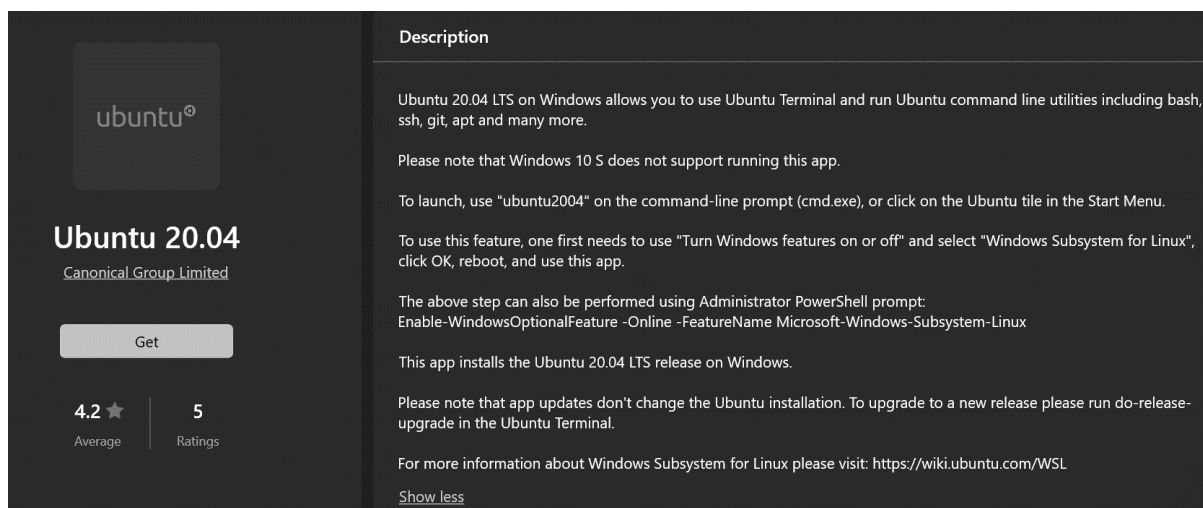 ubuntu
Ubuntu 20.04
Canonical Group Limited
Get
4.2
Average
5
Ratings
Description
Ubuntu 20.04 LTS on Windows allows you to use Ubuntu Terminal and run Ubuntu command line utilities including bash,
ssh, git, apt and many more.
Please note that Windows 10 S does not support running this app.
To launch, use "ubuntu2004" on the command-line prompt (cmd.exe), or click on the Ubuntu tile in the Start Menu.
To use this feature, one first needs to use "Turn Windows features on or off" and select "Windows Subsystem for Linux",
click OK, reboot, and use this app.
The above step can also be performed using Administrator PowerShell prompt:
Enable-WindowsOptionalFeature -Online -FeatureName Microsoft-Windows-Subsystem-Linux
This app installs the Ubuntu 20.04 LTS release on Windows.
Please note that app updates don't change the Ubuntu installation. To upgrade to a new release please run do-release-
upgrade in the Ubuntu Terminal.
For more information about Windows Subsystem for Linux please visit: https://wiki.ubuntu.com/WSL
Show less